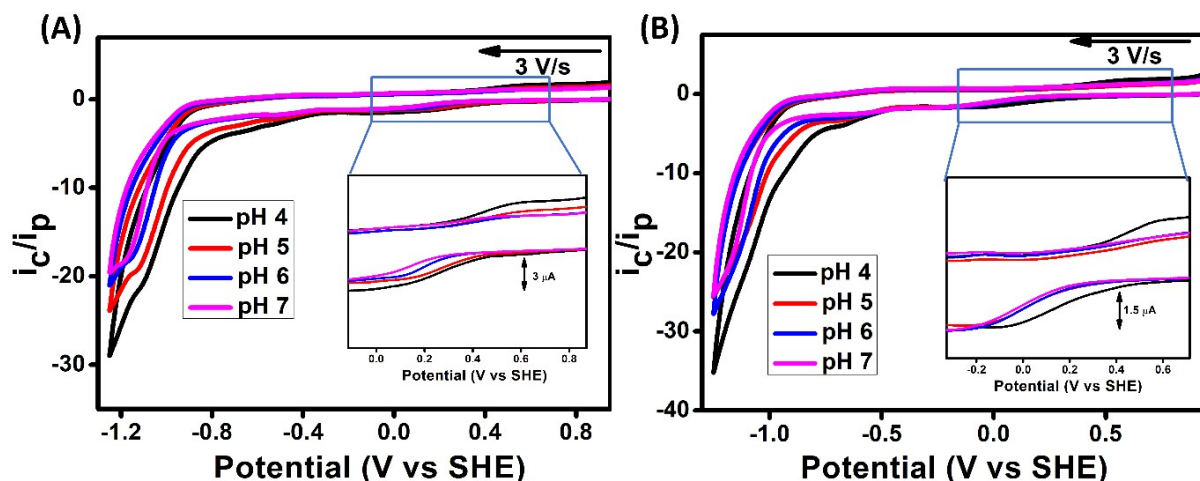 (A)
3 V/s
0
-10
-20
-30
i_c/i_p
pH 4
pH 5
pH 6
pH 7
3 μA
0.0 0.2 0.4 0.6 0.8
Potential (V vs SHE)
-1.2 -0.8 -0.4 0.0 0.4 0.8
Potential (V vs SHE)
(B)
3 V/s
0
-10
-20
-30
-40
i_c/i_p
pH 4
pH 5
pH 6
pH 7
1.5 μA
-0.2 0.0 0.2 0.4 0.6
Potential (V vs SHE)
-1.0 -0.5 0.0 0.5
Potential (V vs SHE)